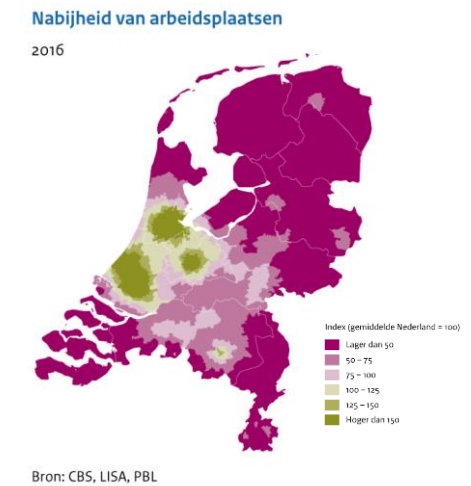 Nabijheid van arbeidsplaatsen
2016
Index (gemiddelde Nederland = 100)
Lager dan 50
50 – 75
75 – 100
100 – 125
125 – 150
Hoger dan 150
Bron: CBS, LISA, PBL